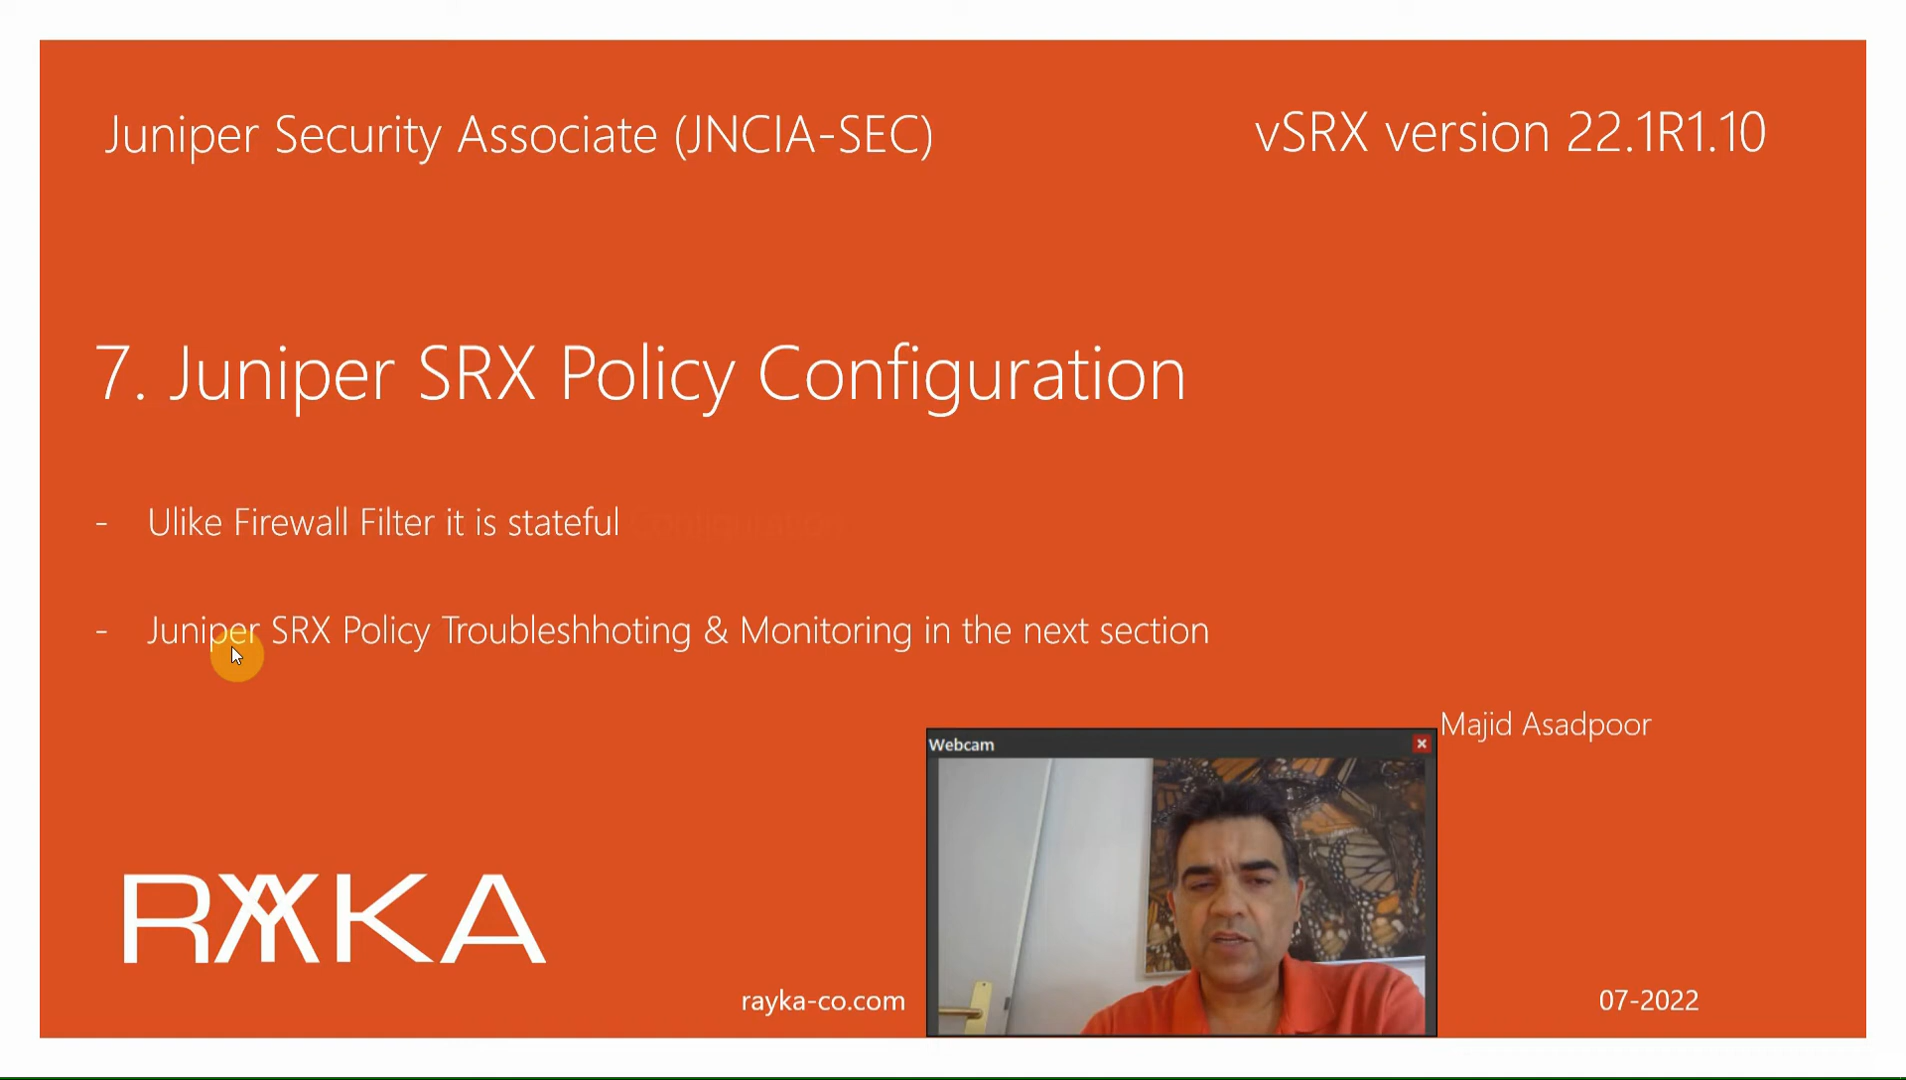 Juniper Security Associate (JNCIA-SEC)
vSRX version 22.1R1.10
7. Juniper SRX Policy Configuration
- Ulike Firewall Filter it is stateful
Configuration
- Juniper SRX Policy Troubleshhoting & Monitoring in the next section
Majid Asadpoor
Webcam
RAYKA
rayka-co.com
07-2022